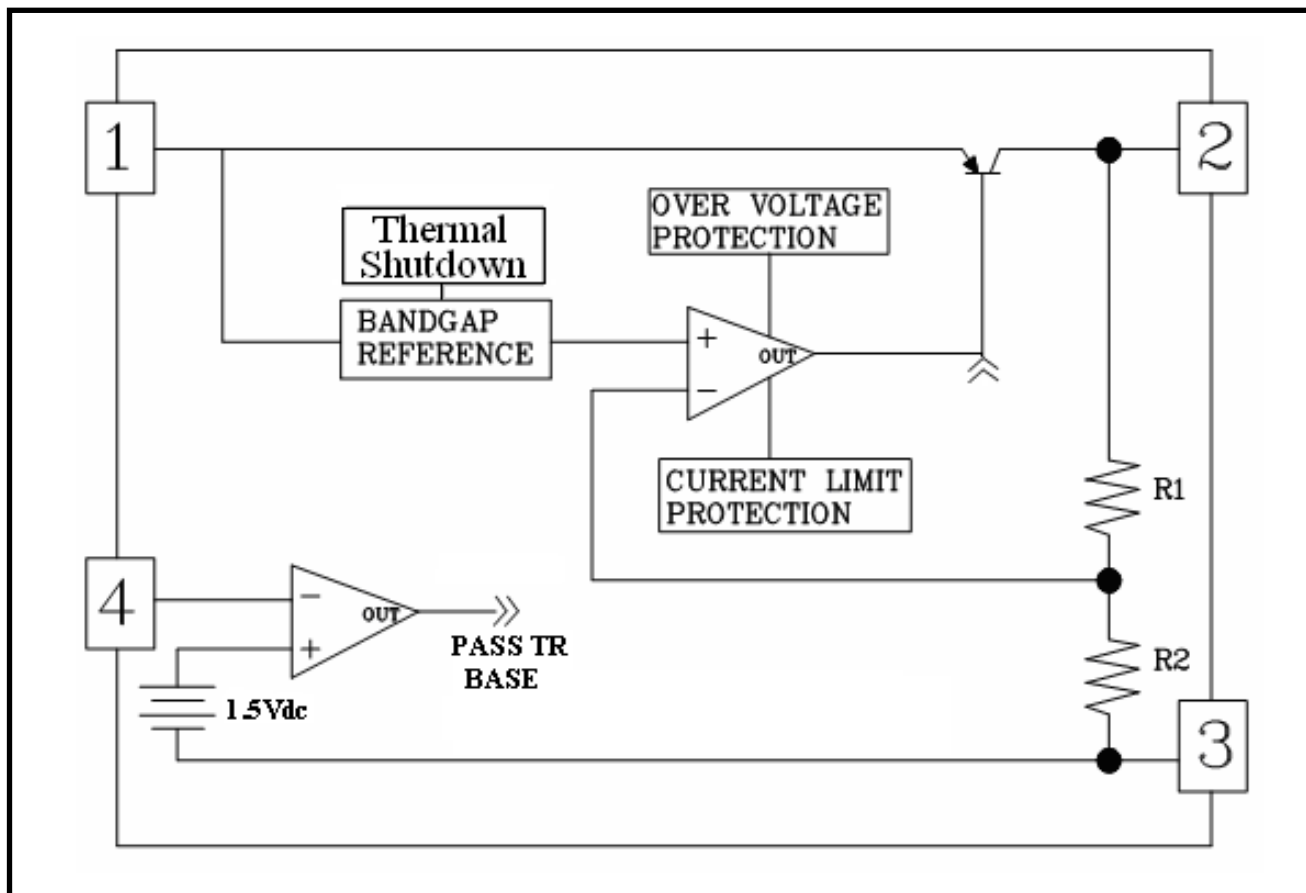 1
2
OVER VOLTAGE
PROTECTION
Thermal
Shutdown
BANDGAP
REFERENCE
+
OUT
−
CURRENT LIMIT
PROTECTION
R1
4
−
OUT
+
PASS TR
BASE
R2
1.5Vdc
3